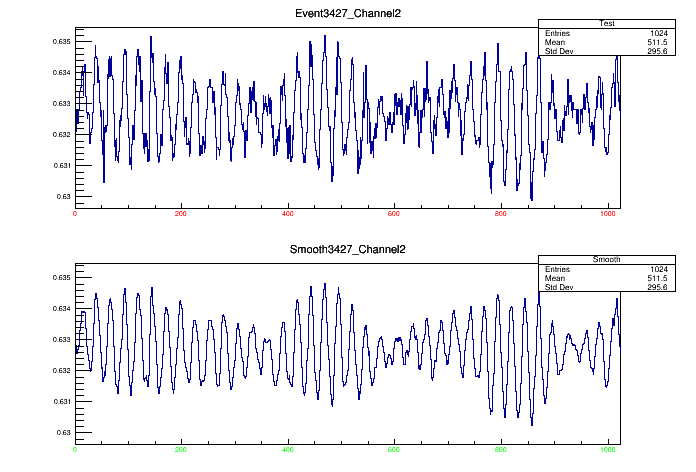 Event3427_Channel2
Test
Entries 1024
Mean 511.5
Std Dev 295.6
0.635
0.634
0.633
0.632
0.631
0.63
0 200 400 600 800 1000
Smooth3427_Channel2
Smooth
Entries 1024
Mean 511.5
Std Dev 295.6
0.635
0.634
0.633
0.632
0.631
0.63
0 200 400 600 800 1000